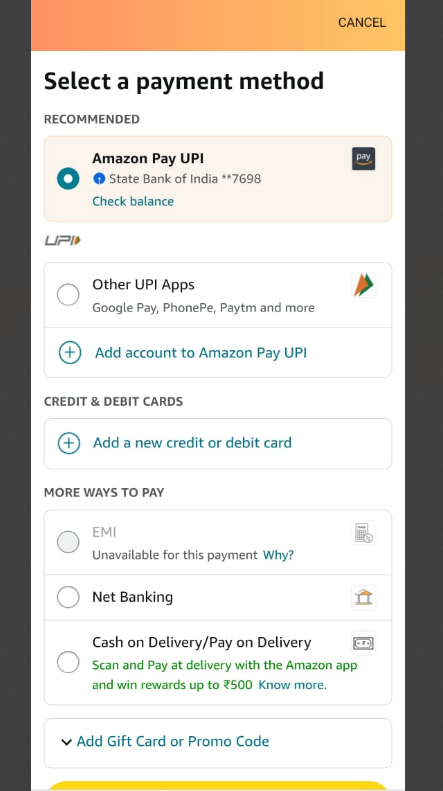 CANCEL
Select a payment method
RECOMMENDED
Amazon Pay UPI
pay
State Bank of India **7698
Check balance
UPI
Other UPI Apps
Google Pay, PhonePe, Paytm and more
Add account to Amazon Pay UPI
CREDIT & DEBIT CARDS
Add a new credit or debit card
MORE WAYS TO PAY
EMI
Unavailable for this payment Why?
Net Banking
Cash on Delivery/Pay on Delivery
Scan and Pay at delivery with the Amazon app
and win rewards up to ₹500 Know more.
Add Gift Card or Promo Code